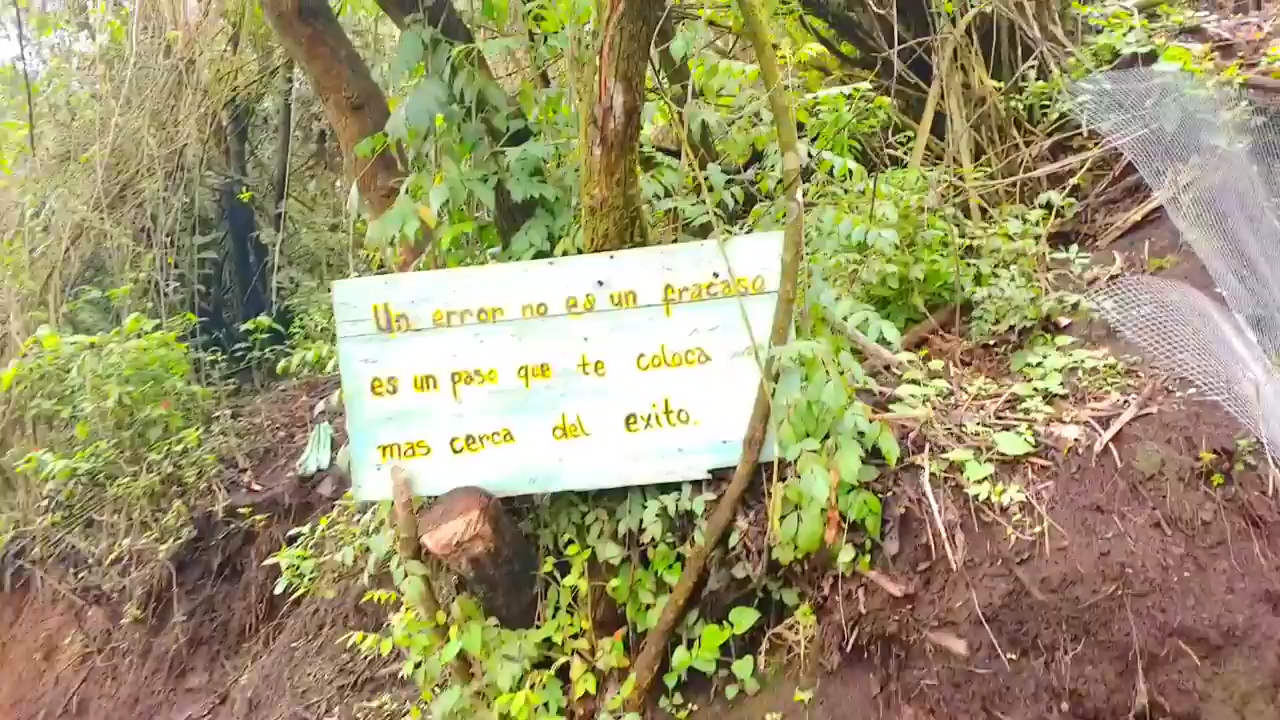 Un error no es un fracaso
es un paso que te coloca
mas cerca del exito.